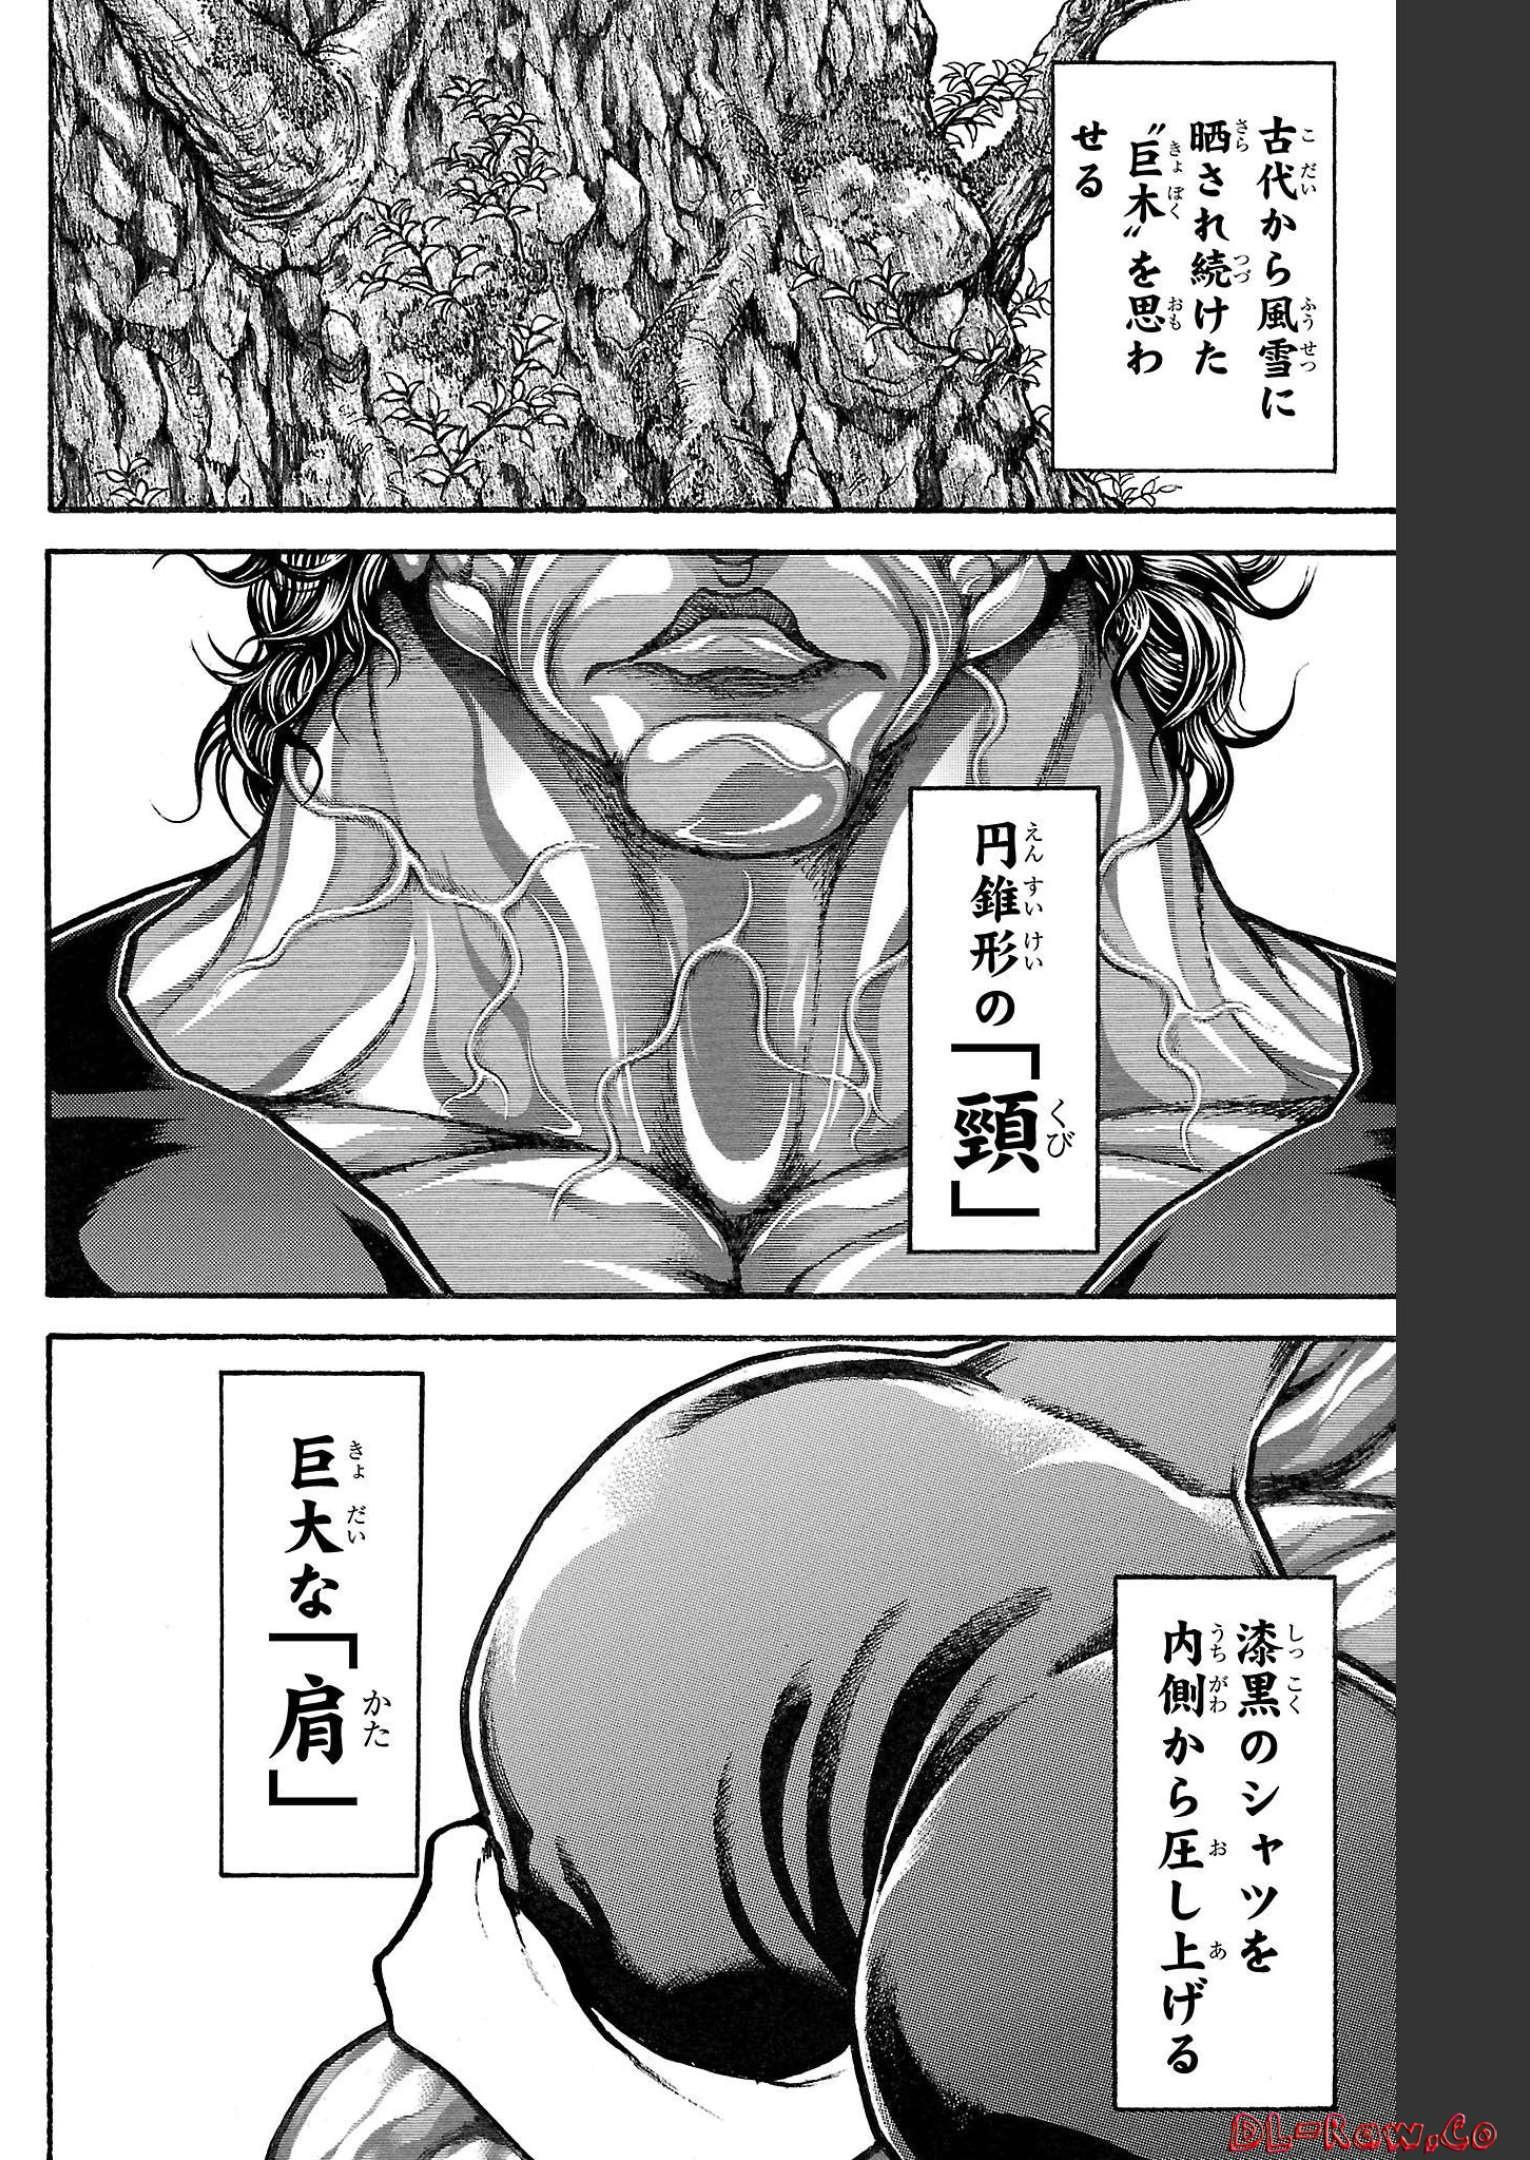 古代から風雪に
晒され続けた
〝巨木〟を思わ
せる
円錐形の「頸」
漆黒のシャツを
内側から圧し上げる
巨大な「肩」
DL-Raw.Co